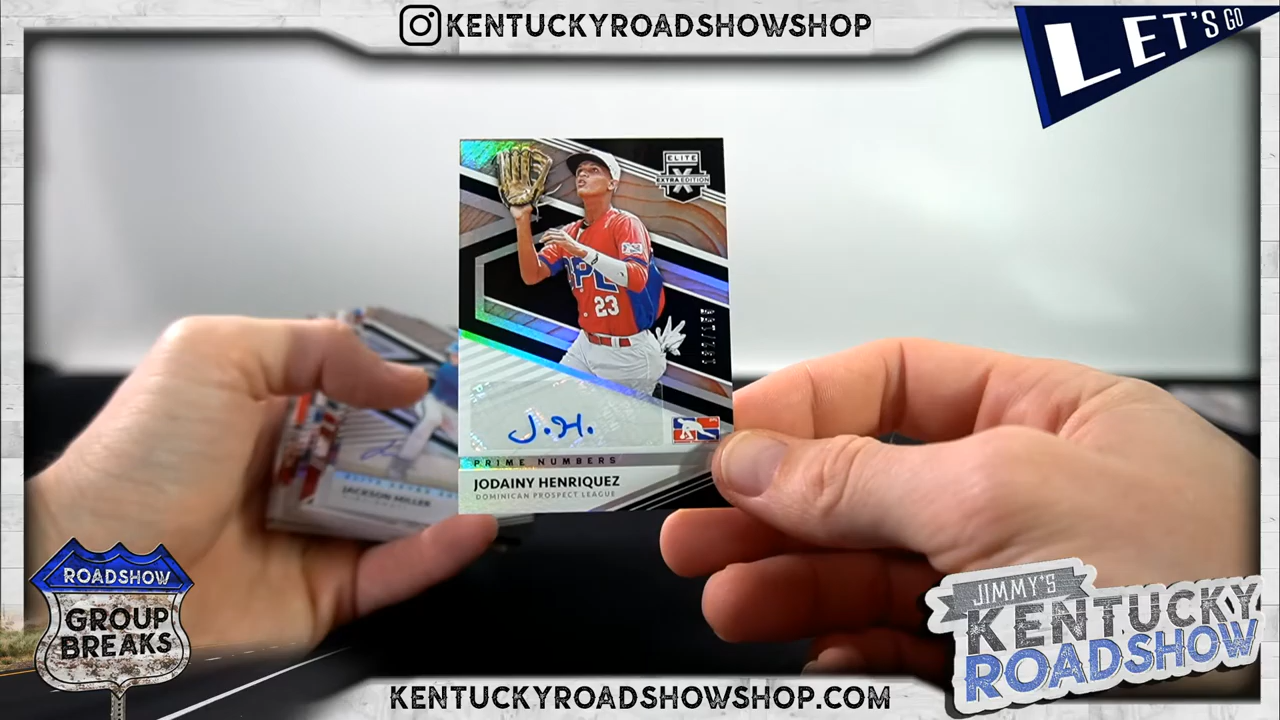 KENTUCKYROADSHOWSHOP
LET'S GO
ELITE
X
EXTRA EDITION
DPL
23
J.H.
PRIME NUMBERS
JODAINY HENRIQUEZ
DOMINICAN PROSPECT LEAGUE
JACKSON MILLER
ROADSHOW
GROUP
BREAKS
JIMMY'S
KENTUCKY
ROADSHOW
KENTUCKYROADSHOWSHOP.COM